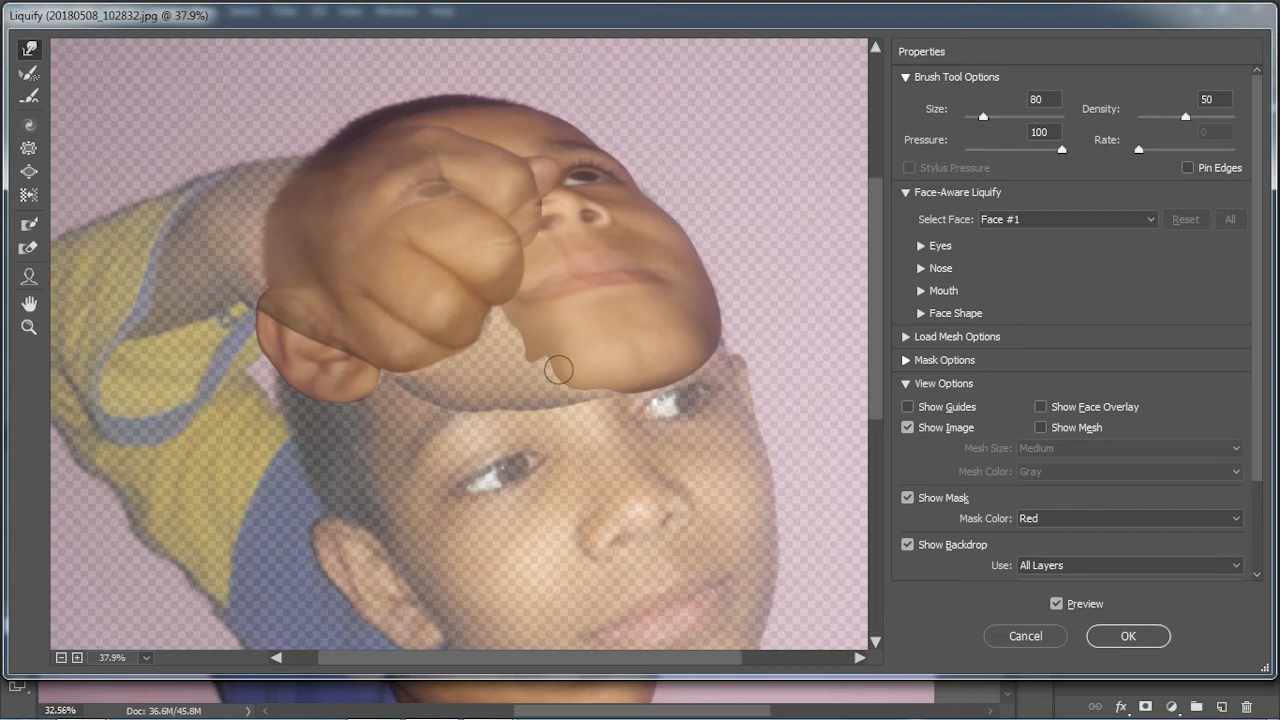 Liquify (20180508_102832.jpg @ 37.9%)
Properties
Brush Tool Options
Size: 80 Density: 50
Pressure: 100 Rate: 0
Stylus Pressure Pin Edges
Face-Aware Liquify
Select Face: Face #1 Reset All
Eyes
Nose
Mouth
Face Shape
Load Mesh Options
Mask Options
View Options
Show Guides Show Face Overlay
Show Image Show Mesh
Mesh Size: Medium
Mesh Color: Gray
Show Mask
Mask Color: Red
Show Backdrop
Use: All Layers
Preview
Cancel OK
37.9%
32.56% Doc: 36.6M/45.8M
fx